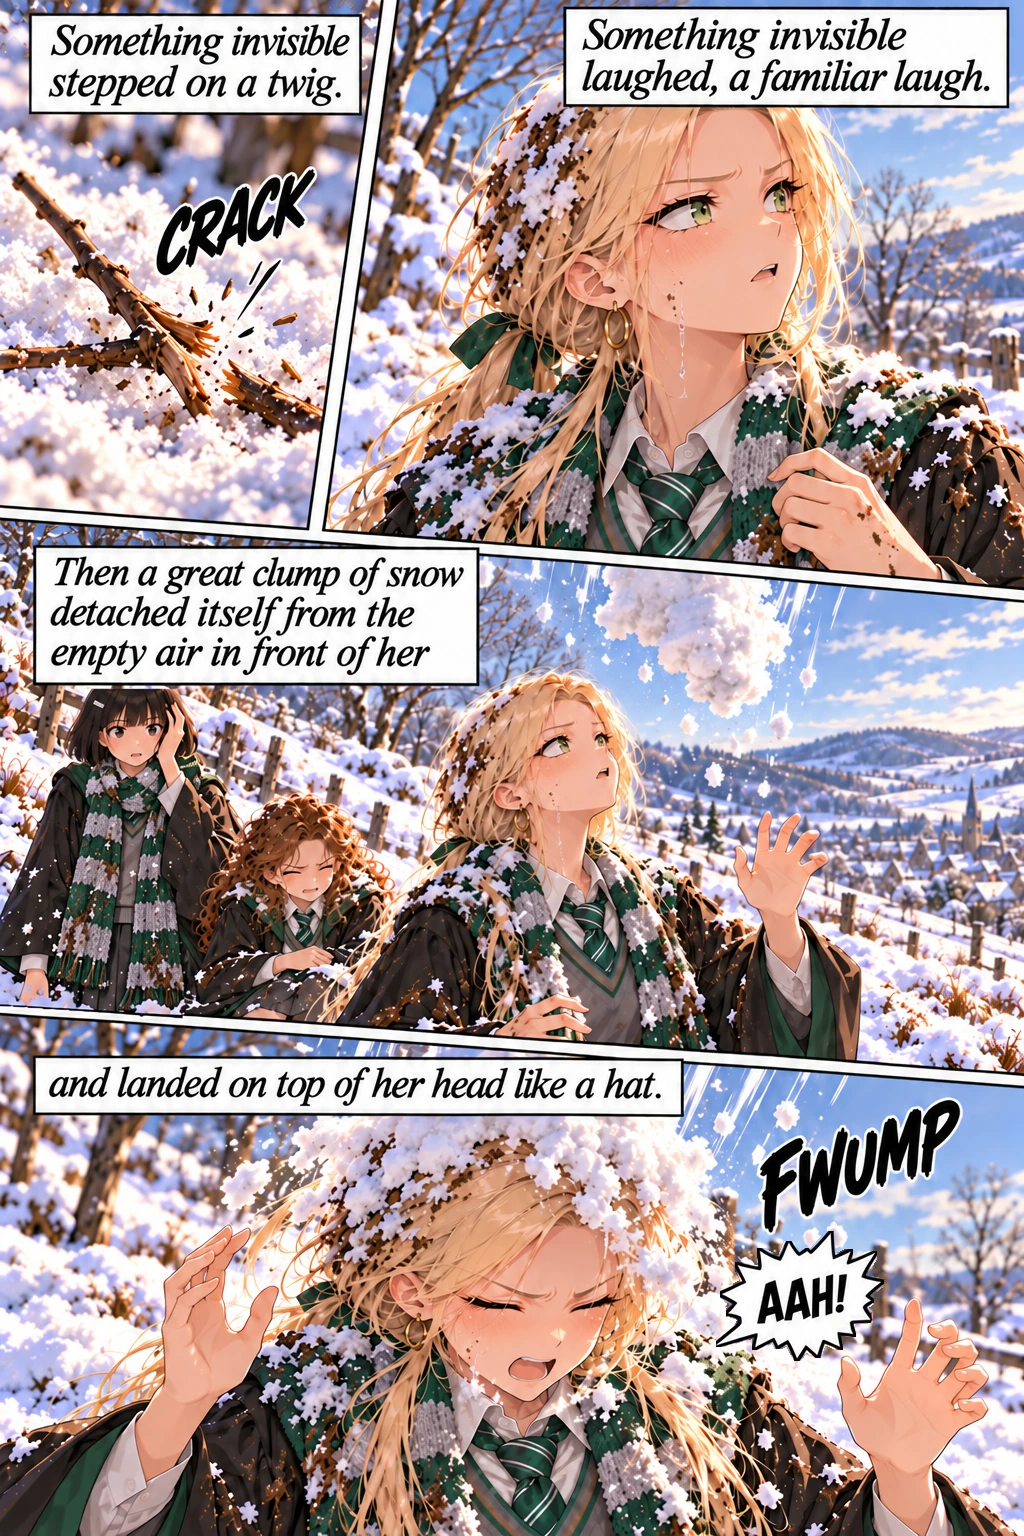 Something invisible
stepped on a twig.
CRACK
Something invisible
laughed, a familiar laugh.
Then a great clump of snow
detached itself from the
empty air in front of her
and landed on top of her head like a hat.
FWUMP
AAH!